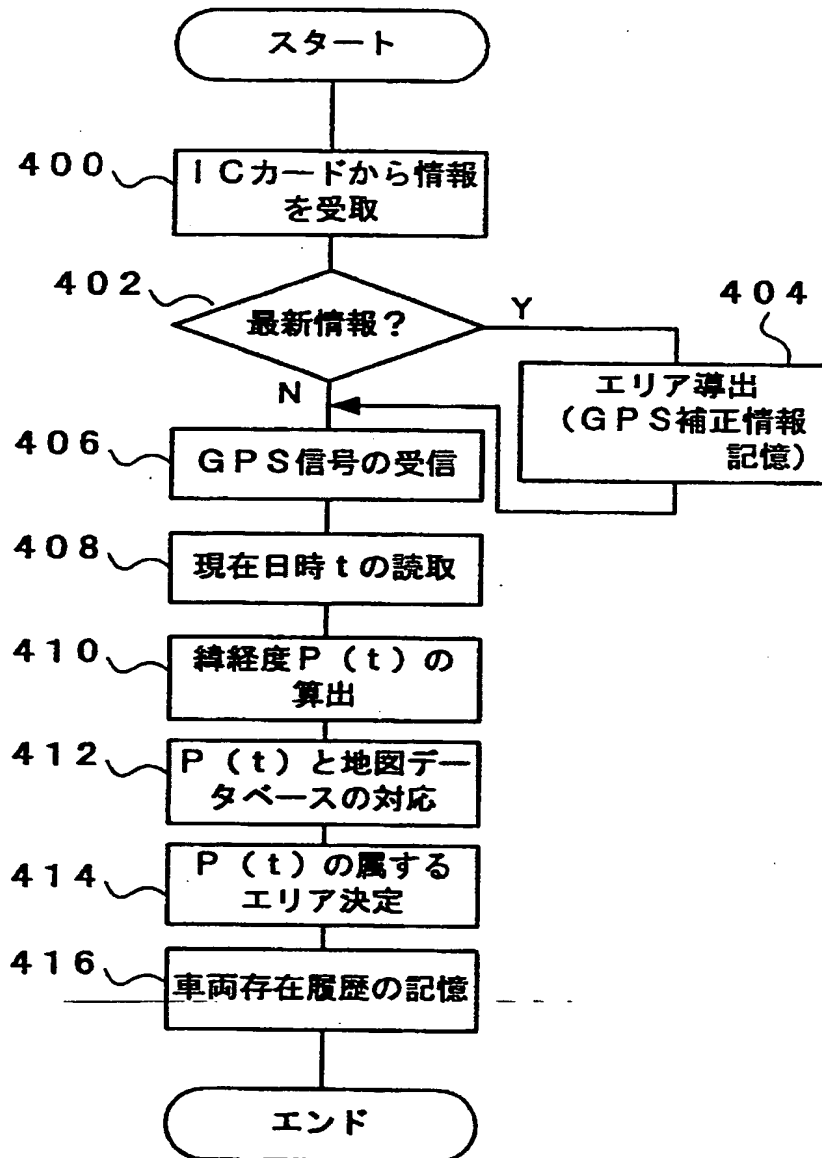 スタート
400
ICカードから情報
を受取
402
最新情報?
Y
N
404
エリア導出
(GPS補正情報
記憶)
406
GPS信号の受信
408
現在日時tの読取
410
緯経度P(t)の
算出
412
P(t)と地図デー
タベースの対応
414
P(t)の属する
エリア決定
416
車両存在履歴の記憶
エンド